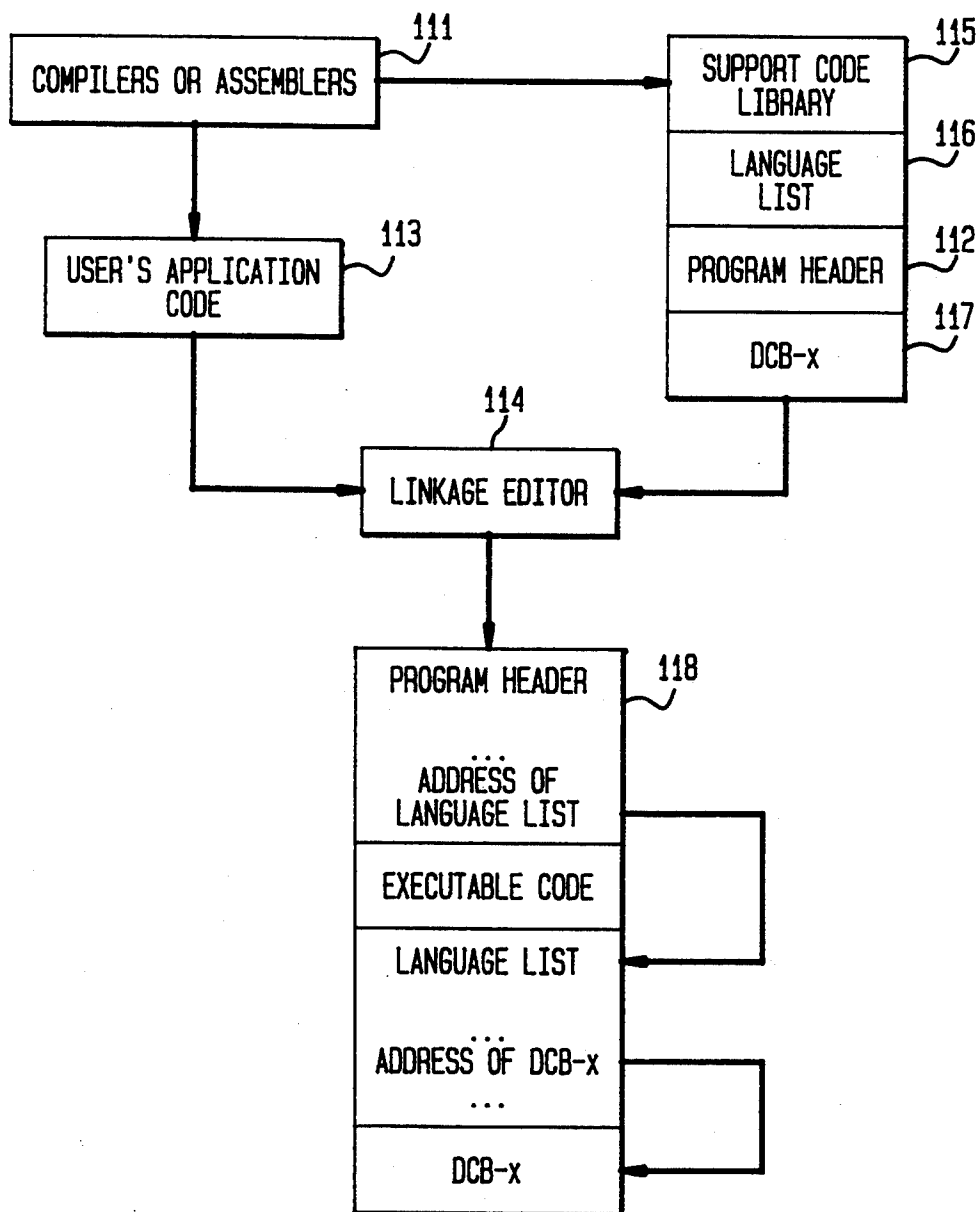 111
COMPILERS OR ASSEMBLERS
115
SUPPORT CODE
LIBRARY
116
LANGUAGE
LIST
112
PROGRAM HEADER
117
DCB-x
113
USER'S APPLICATION
CODE
114
LINKAGE EDITOR
118
PROGRAM HEADER
...
ADDRESS OF
LANGUAGE LIST
EXECUTABLE CODE
LANGUAGE LIST
...
ADDRESS OF DCB-x
...
DCB-x